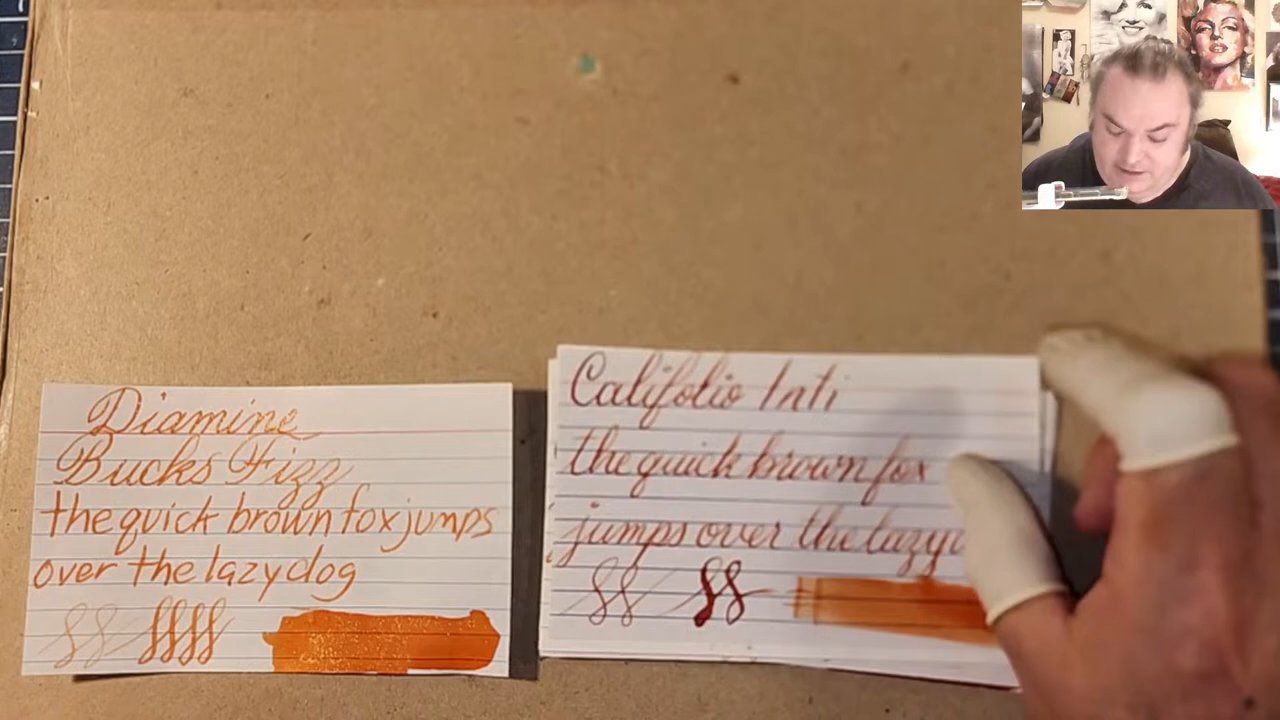 Diamine
Bucks Fizz
the quick brown fox jumps
over the lazy dog
Califolio Inti
the quick brown fox
jumps over the lazy